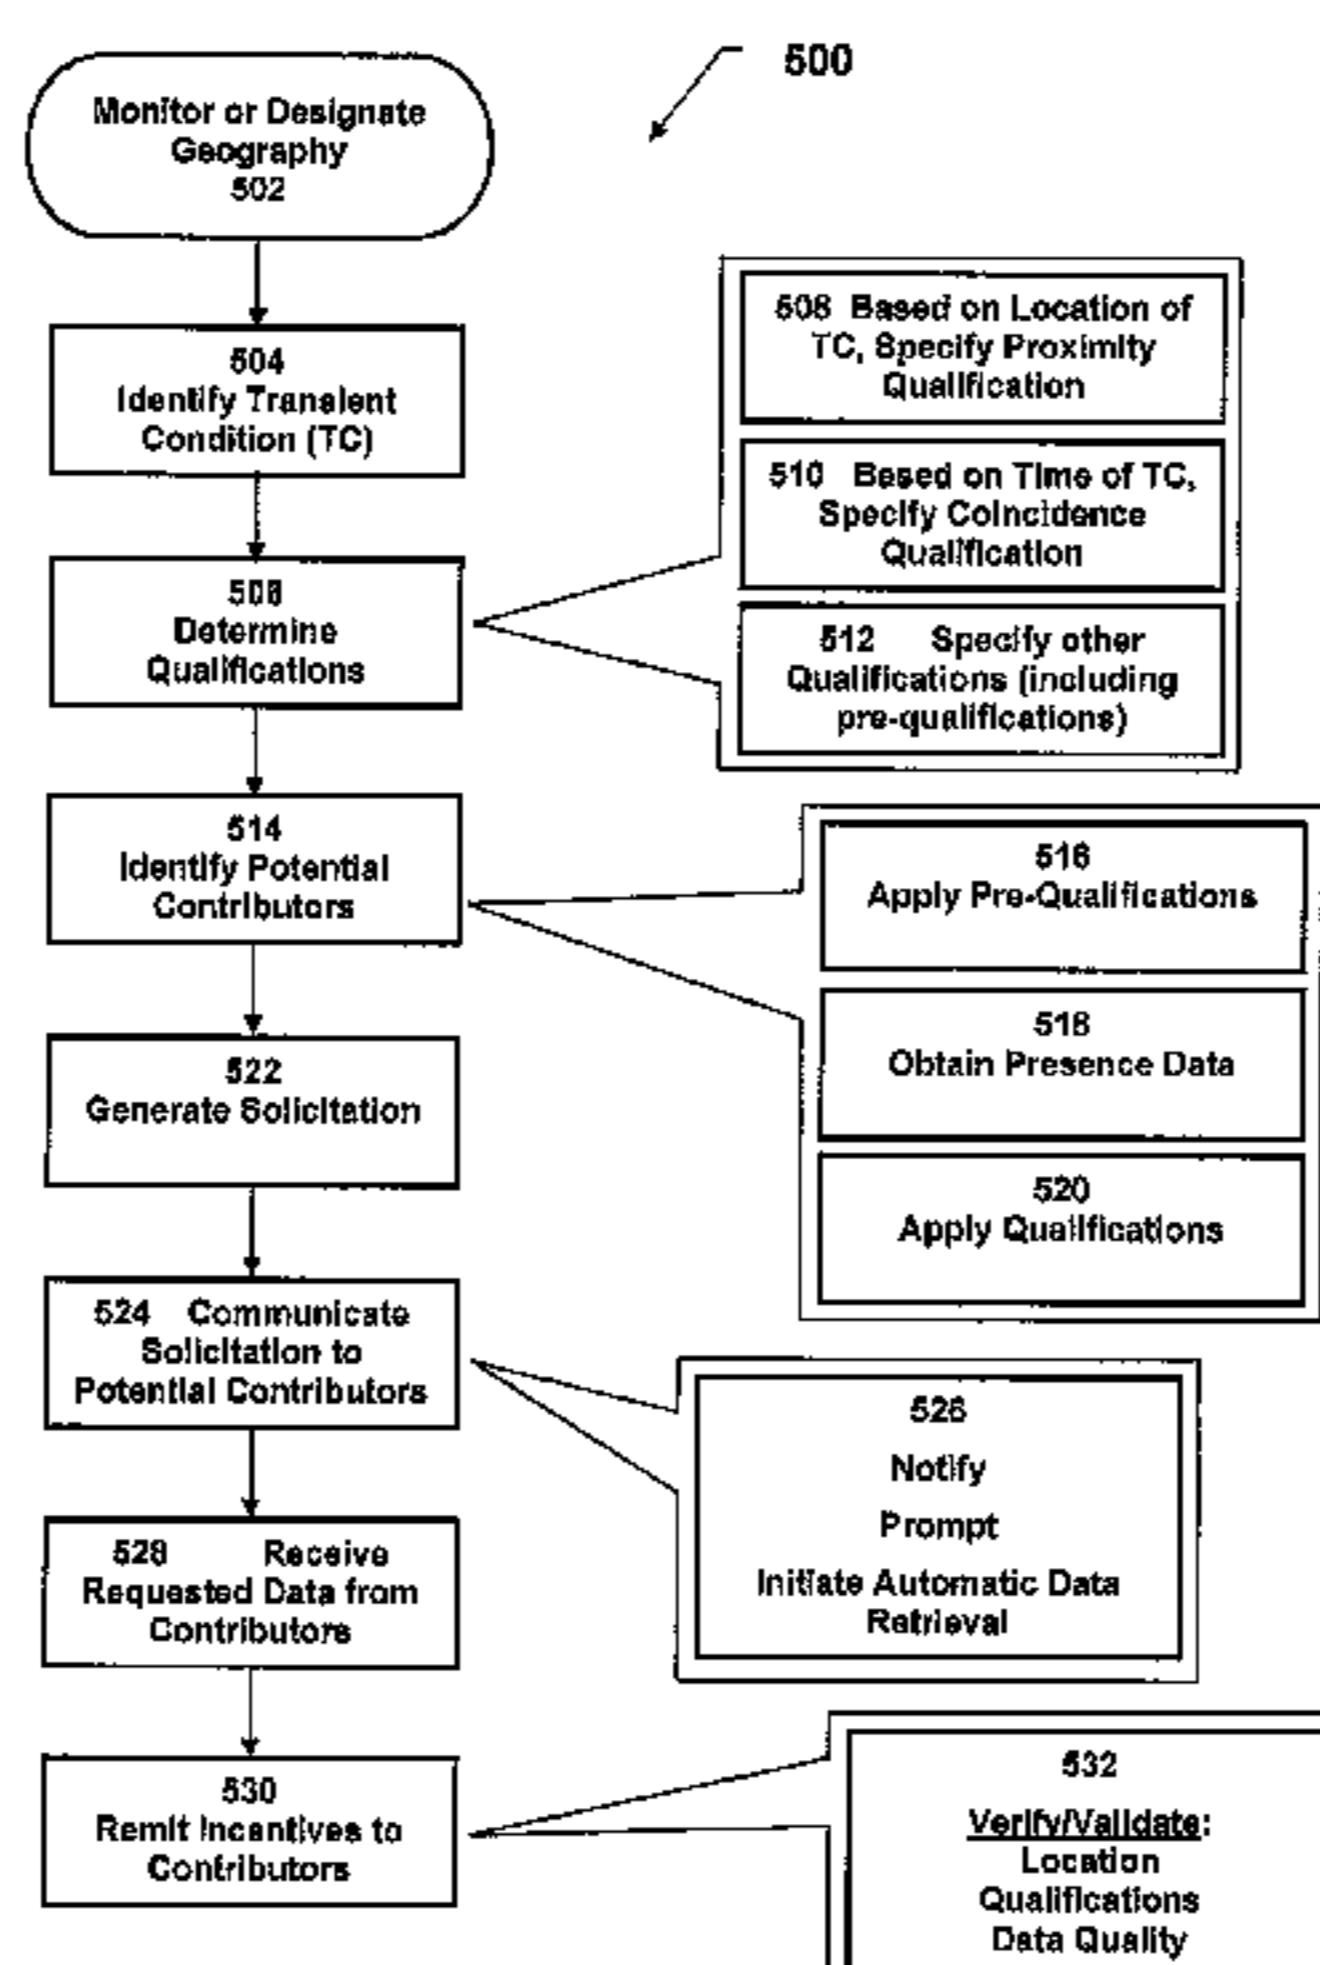 500
Monitor or Designate
Geography
502
504
Identify Transient
Condition (TC)
506
Determine
Qualifications
508 Based on Location of
TC, Specify Proximity
Qualification
510 Based on Time of TC,
Specify Coincidence
Qualification
512 Specify other
Qualifications (including
pre-qualifications)
514
Identify Potential
Contributors
516
Apply Pre-Qualifications
518
Obtain Presence Data
520
Apply Qualifications
522
Generate Solicitation
524 Communicate
Solicitation to
Potential Contributors
526
Notify
Prompt
Initiate Automatic Data
Retrieval
528 Receive
Requested Data from
Contributors
530
Remit Incentives to
Contributors
532
Verify/Validate:
Location
Qualifications
Data Quality